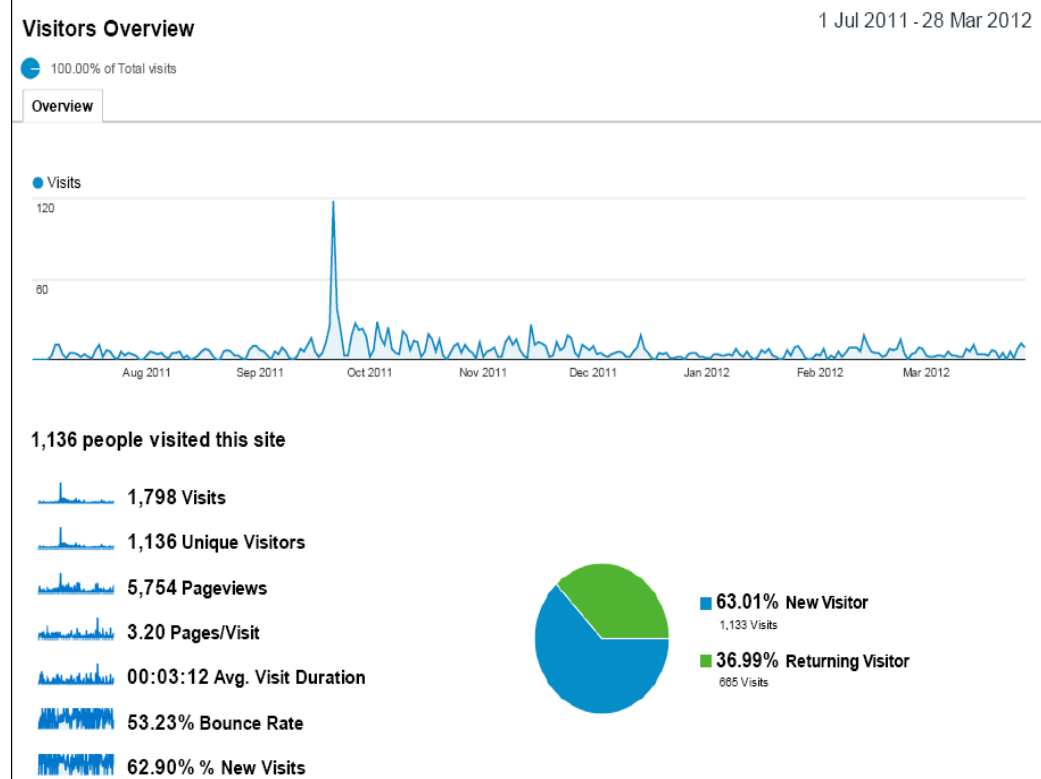 Visitors Overview
1 Jul 2011 - 28 Mar 2012
100.00% of Total visits
Overview
Visits
120
60
Aug 2011 Sep 2011 Oct 2011 Nov 2011 Dec 2011 Jan 2012 Feb 2012 Mar 2012
1,136 people visited this site
1,798 Visits
1,136 Unique Visitors
5,754 Pageviews
3.20 Pages/Visit
00:03:12 Avg. Visit Duration
53.23% Bounce Rate
62.90% % New Visits
63.01% New Visitor
1,133 Visits
36.99% Returning Visitor
665 Visits